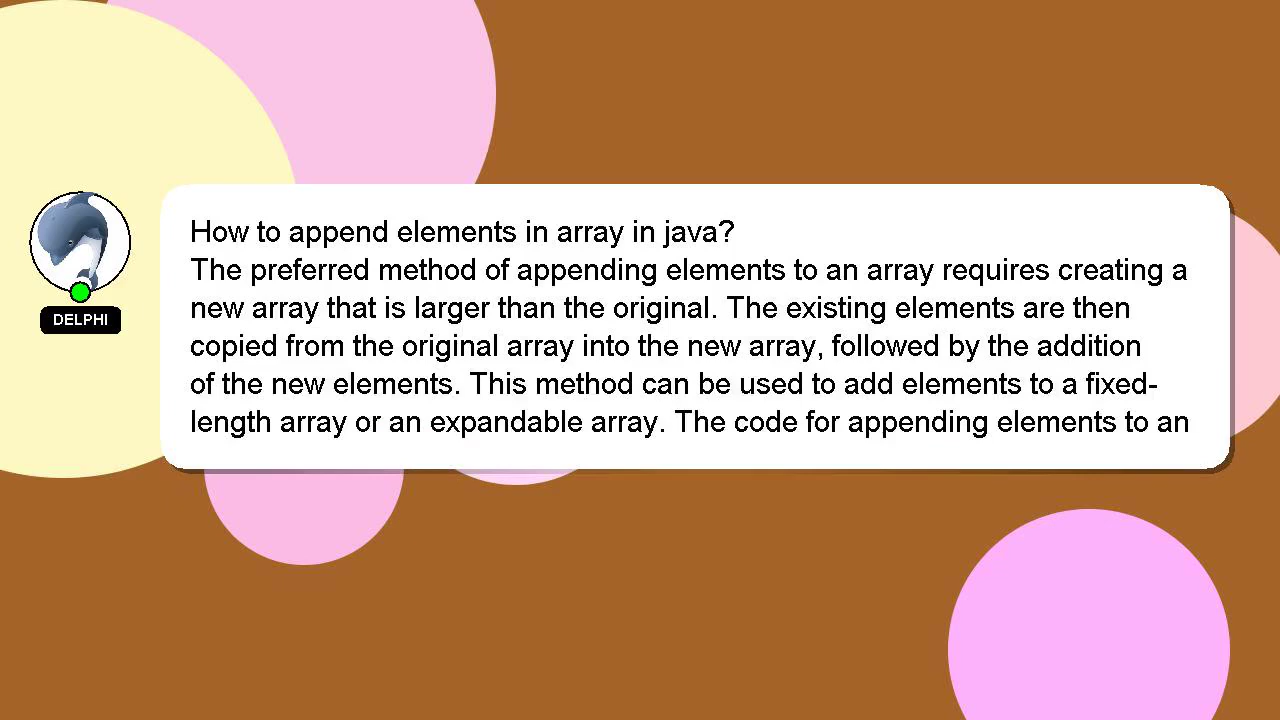 How to append elements in array in java?
The preferred method of appending elements to an array requires creating a
new array that is larger than the original. The existing elements are then
copied from the original array into the new array, followed by the addition
of the new elements. This method can be used to add elements to a fixed-
length array or an expandable array. The code for appending elements to an
DELPHI